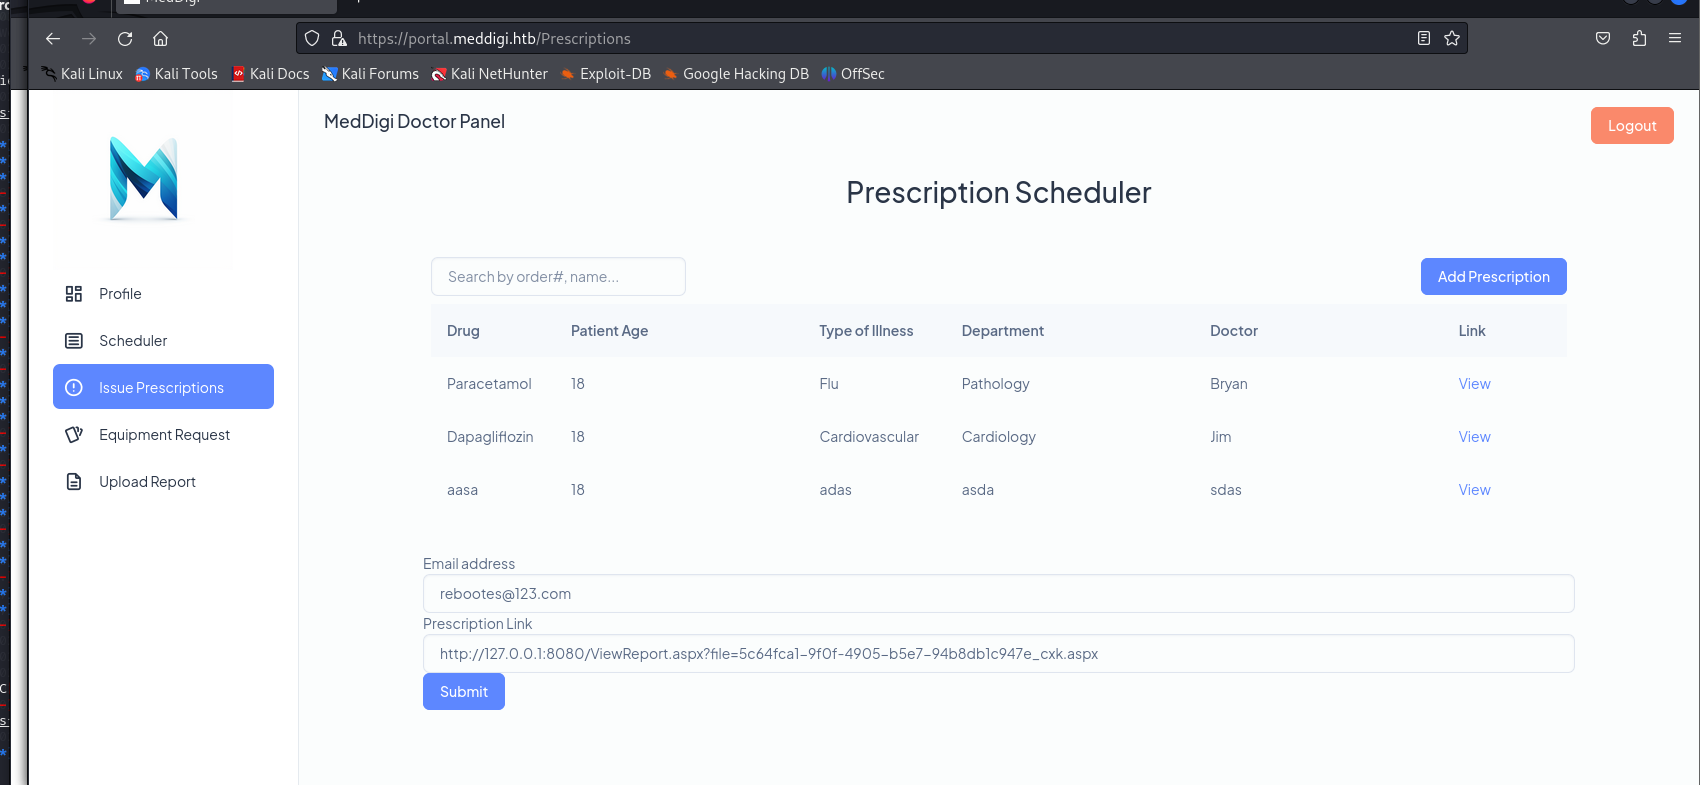 MedDigi
https://portal.meddigi.htb/Prescriptions
Kali Linux Kali Tools Kali Docs Kali Forums Kali NetHunter Exploit-DB Google Hacking DB OffSec
MedDigi Doctor Panel
Logout
Prescription Scheduler
Profile
Scheduler
Issue Prescriptions
Equipment Request
Upload Report
Search by order#, name...
Add Prescription
Drug Patient Age Type of Illness Department Doctor Link
Paracetamol 18 Flu Pathology Bryan View
Dapagliflozin 18 Cardiovascular Cardiology Jim View
aasa 18 adas asda sdas View
Email address
rebootes@123.com
Prescription Link
http://127.0.0.1:8080/ViewReport.aspx?file=5c64fca1-9f0f-4905-b5e7-94b8db1c947e_cxk.aspx
Submit